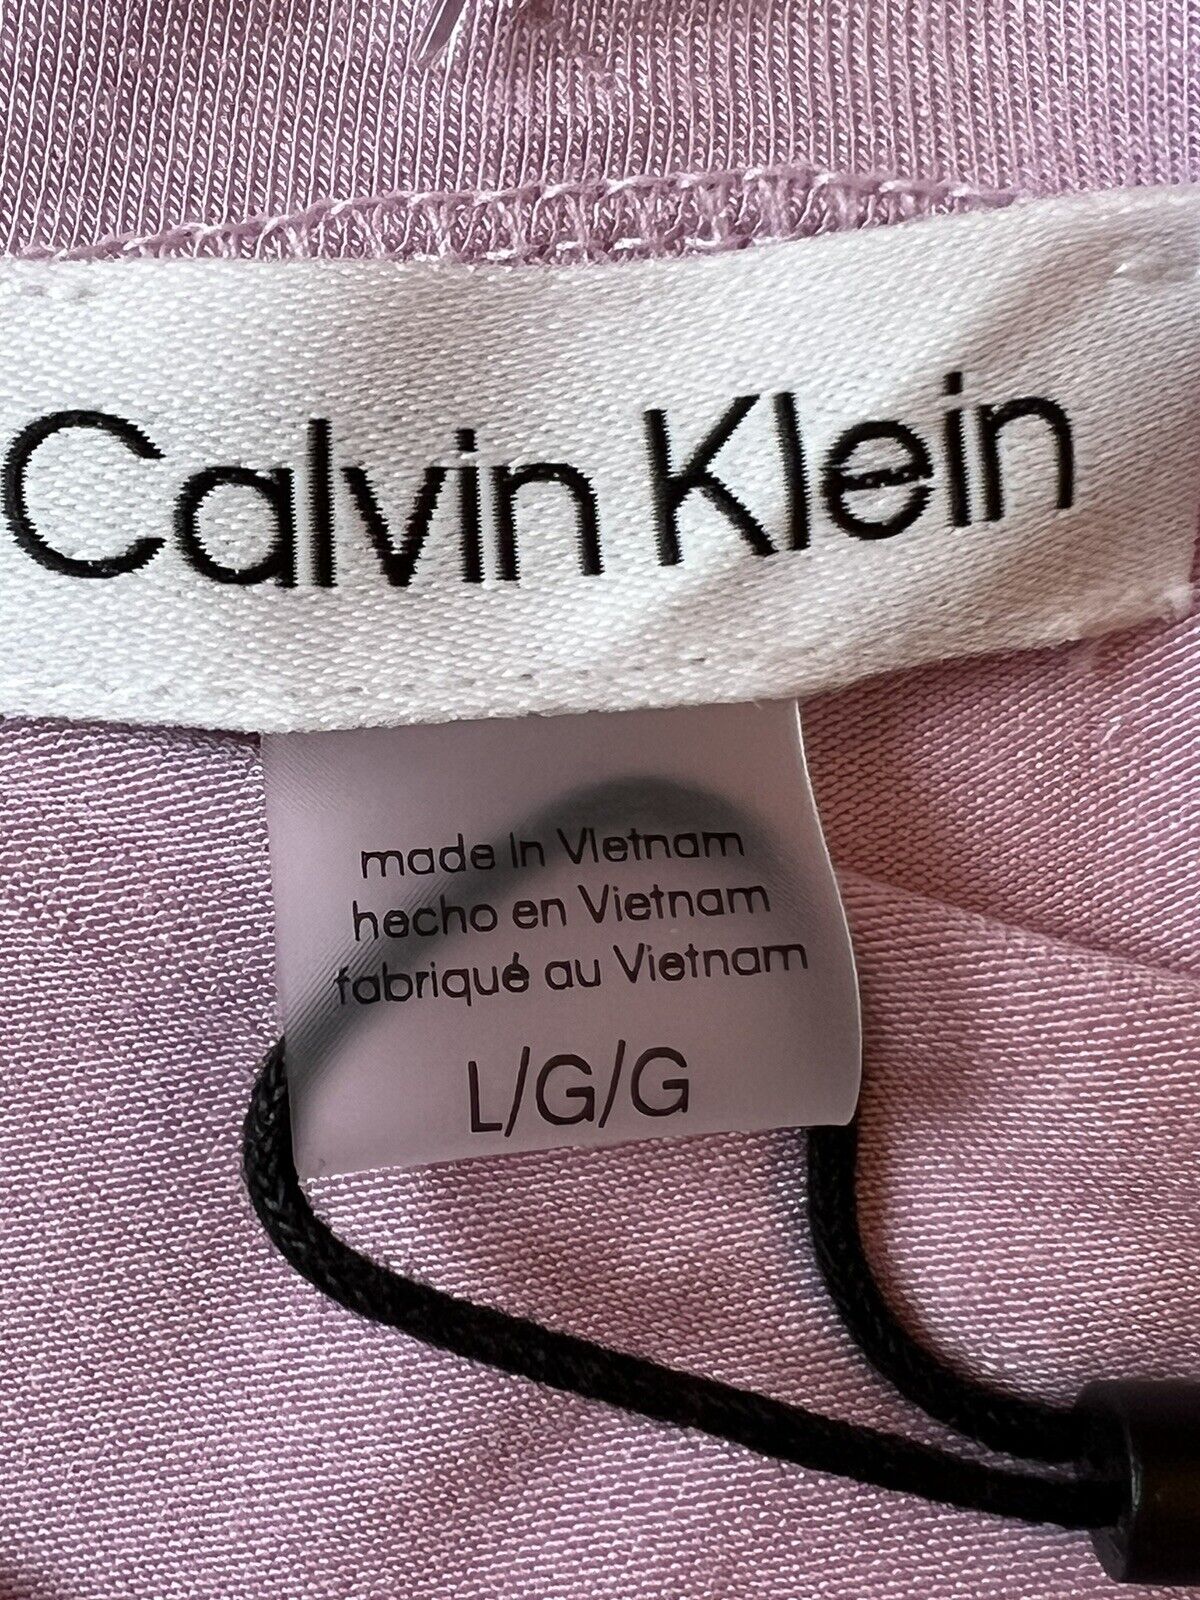 Calvin Klein
made in Vietnam
hecho en Vietnam
fabriqué au Vietnam
L/G/G